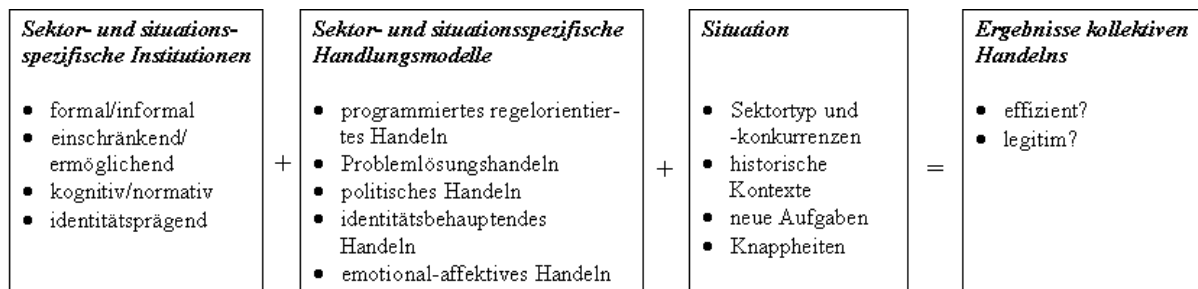 Sektor- und situations-
spezifische Institutionen
● formal/informal
● einschränkend/
ermöglichend
● kognitiv/normativ
● identitätsprägend
+
Sektor- und situationsspezifische
Handlungsmodelle
● programmiertes regelorientier-
tes Handeln
● Problemlösungshandeln
● politisches Handeln
● identitätsbehauptendes
Handeln
● emotional-affektives Handeln
+
Situation
● Sektortyp und
-konkurrenzen
● historische
Kontexte
● neue Aufgaben
● Knappheiten
=
Ergebnisse kollektiven
Handelns
● effizient?
● legitim?